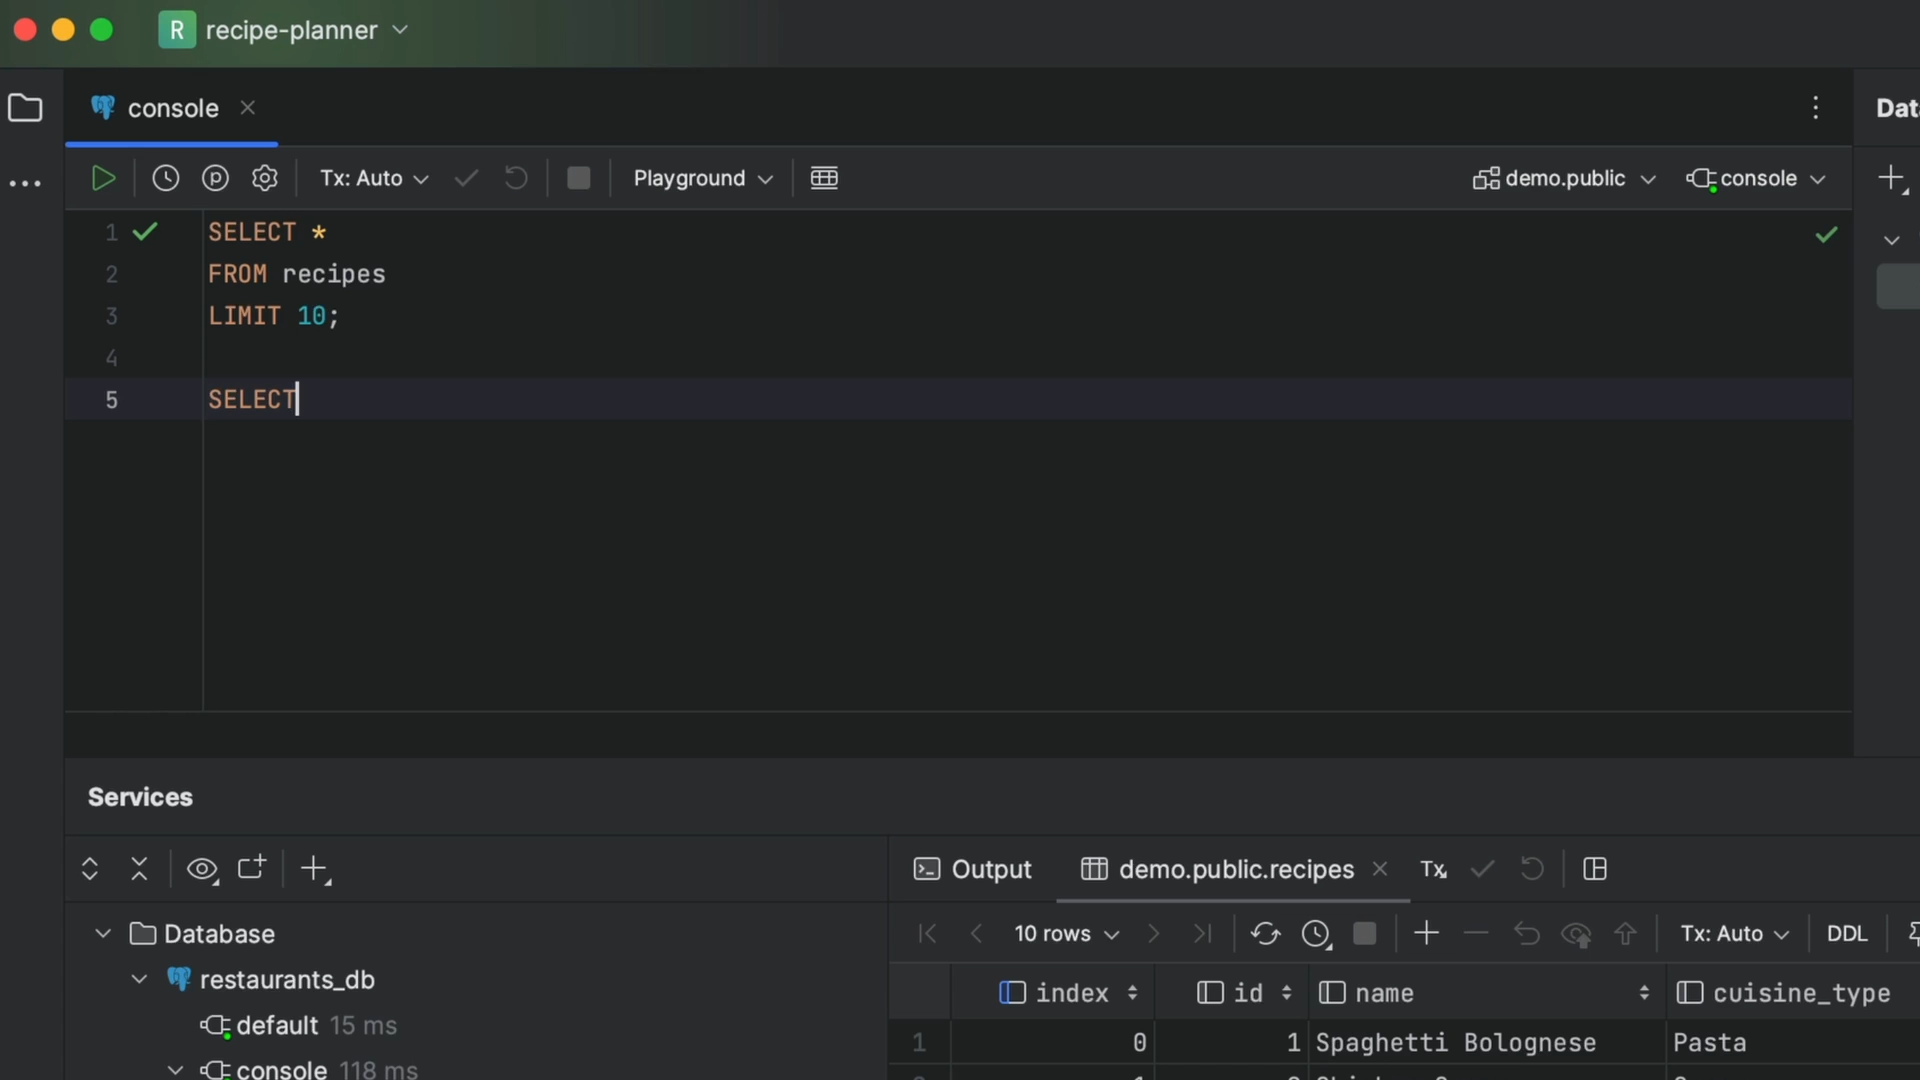 R recipe-planner
console
Data
Tx: Auto Playground demo.public console
1 SELECT *
2 FROM recipes
3 LIMIT 10;
4
5 SELECT
Services
Output demo.public.recipes Tx
Database
10 rows Tx: Auto DDL
restaurants_db
index id name cuisine_type
default 15 ms
1 0 1 Spaghetti Bolognese Pasta
console 118 ms